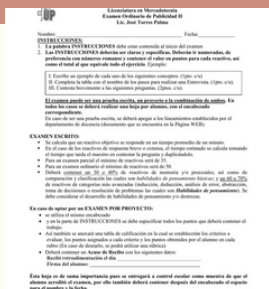 UP
Licenciatura en Mercadotecnia
Examen Ordinario de Publicidad II
Lic. José Torres Palma
Nombre: Fecha:
INSTRUCCIONES:
1. La palabra INSTRUCCIONES debe estar contenida al inicio del examen
2. Las INSTRUCCIONES deberán ser claras y específicas. Deberán ir numeradas, de
preferencia con números romanos y contener el valor en puntos para cada reactivo, así
como el total al que equivale todo el ejercicio. Ejemplo:
I. Escribe un ejemplo de cada uno de los siguientes conceptos. (1pto. c/u)
II. Completa la tabla con el nombre de los pasos para realizar una Entrevista. (1pto. c/u).
III. Contesta brevemente a las siguientes preguntas. (2ptos. c/u).
El examen puede ser una prueba escrita, un proyecto o la combinación de ambos. En
todos los casos se deberá realizar una hoja por alumno, con el encabezado
correspondiente.
En caso de ser una prueba escrita, se deberá apegar a los lineamientos establecidos por el
departamento de docencia (documento que se encuentra en la Página WEB).
EXAMEN ESCRITO:
Se calcula que un reactivo objetivo se responde en un tiempo promedio de un minuto.
En el caso de los reactivos de respuesta breve o extensa, el tiempo estimado se calcula tomando
el tiempo que tarda el maestro en contestar la pregunta y duplicándolo.
Para un examen parcial el mínimo de reactivos será de 35.
Para un examen ordinario el mínimo de reactivos será de 50.
Deberá contener un 30 a 40% de reactivos de memoria y/o procesales, así como de
comparación y clasificación las cuales son habilidades de pensamiento básicas; y un 60 a 70%
de reactivos de categorías más avanzadas (inducción, deducción, análisis de error, abstracción,
toma de decisiones o resolución de problemas las cuales son Habilidades de pensamiento). Se
debe considerar el desarrollo de habilidades de pensamiento y/o destrezas.
En caso de optar por un EXAMEN POR PROYECTO:
se utiliza el mismo encabezado
y en la parte de INSTRUCCIONES se debe especificar todos los puntos que deberá contener el
trabajo.
Así también se anexará una tabla de calificación en la cual se establecerán los criterios a
evaluar, los puntos asignados a cada criterio y los puntos obtenidos por el alumno en cada
rubro (En caso de desearlo, se podrá utilizar una rúbrica)
Deberá contener un Acuse de Recibo con los siguientes datos:
Recibí retroalimentación el día
Firma del alumno:
Esta hoja es de suma importancia pues se entregará a control escolar como muestra de que el
alumno acreditó el examen, por ello también deberá contener después del encabezado el espacio
para el nombre y la fecha.